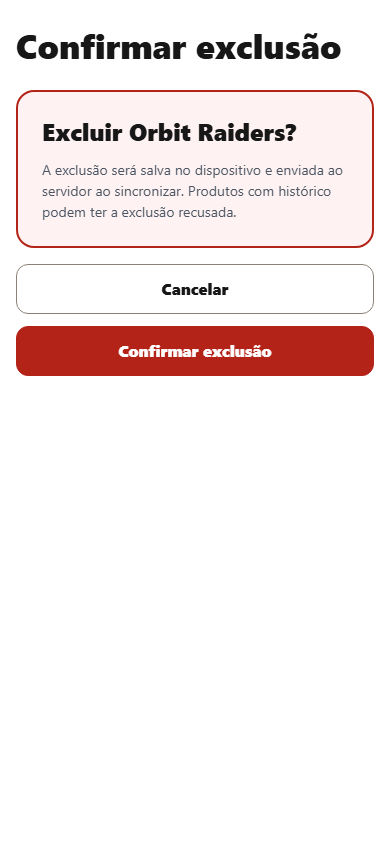 Confirmar exclusão
Excluir Orbit Raiders?
A exclusão será salva no dispositivo e enviada ao
servidor ao sincronizar. Produtos com histórico
podem ter a exclusão recusada.
Cancelar
Confirmar exclusão